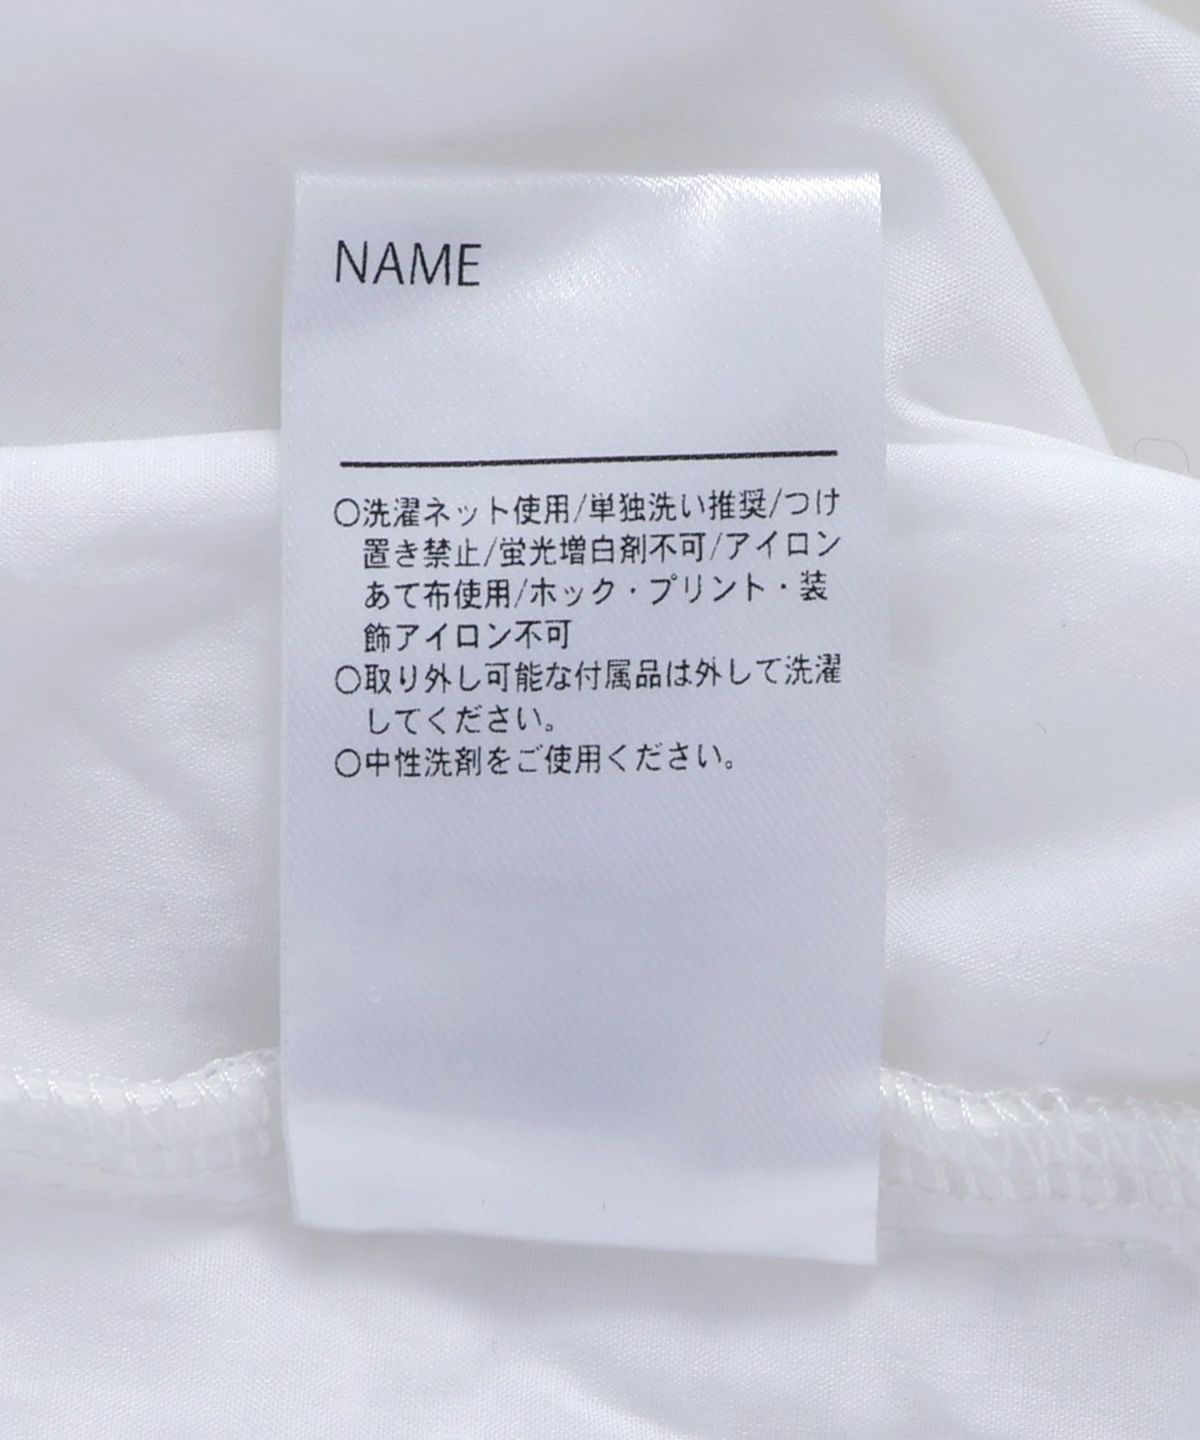 NAME
○洗濯ネット使用/単独洗い推奨/つけ
置き禁止/蛍光増白剤不可/アイロン
あて布使用/ホック・プリント・装
飾アイロン不可
○取り外し可能な付属品は外して洗濯
してください。
○中性洗剤をご使用ください。